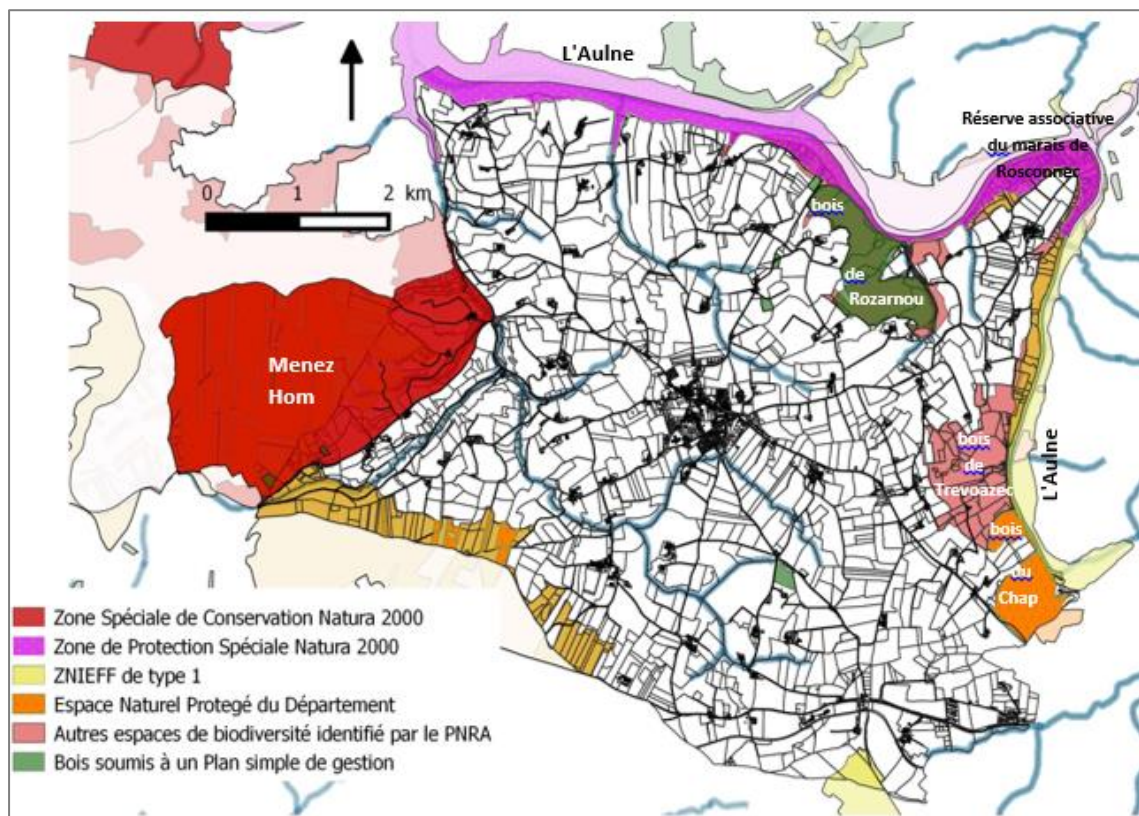 L'Aulne
Réserve associative
du marais de
Rosconnec
0 1 2 km
bois
de
Rozarnou
Menez
Hom
bois
de
Trevoazec
L'Aulne
bois
du
Chap
Zone Spéciale de Conservation Natura 2000
Zone de Protection Spéciale Natura 2000
ZNIEFF de type 1
Espace Naturel Protegé du Département
Autres espaces de biodiversité identifié par le PNRA
Bois soumis à un Plan simple de gestion